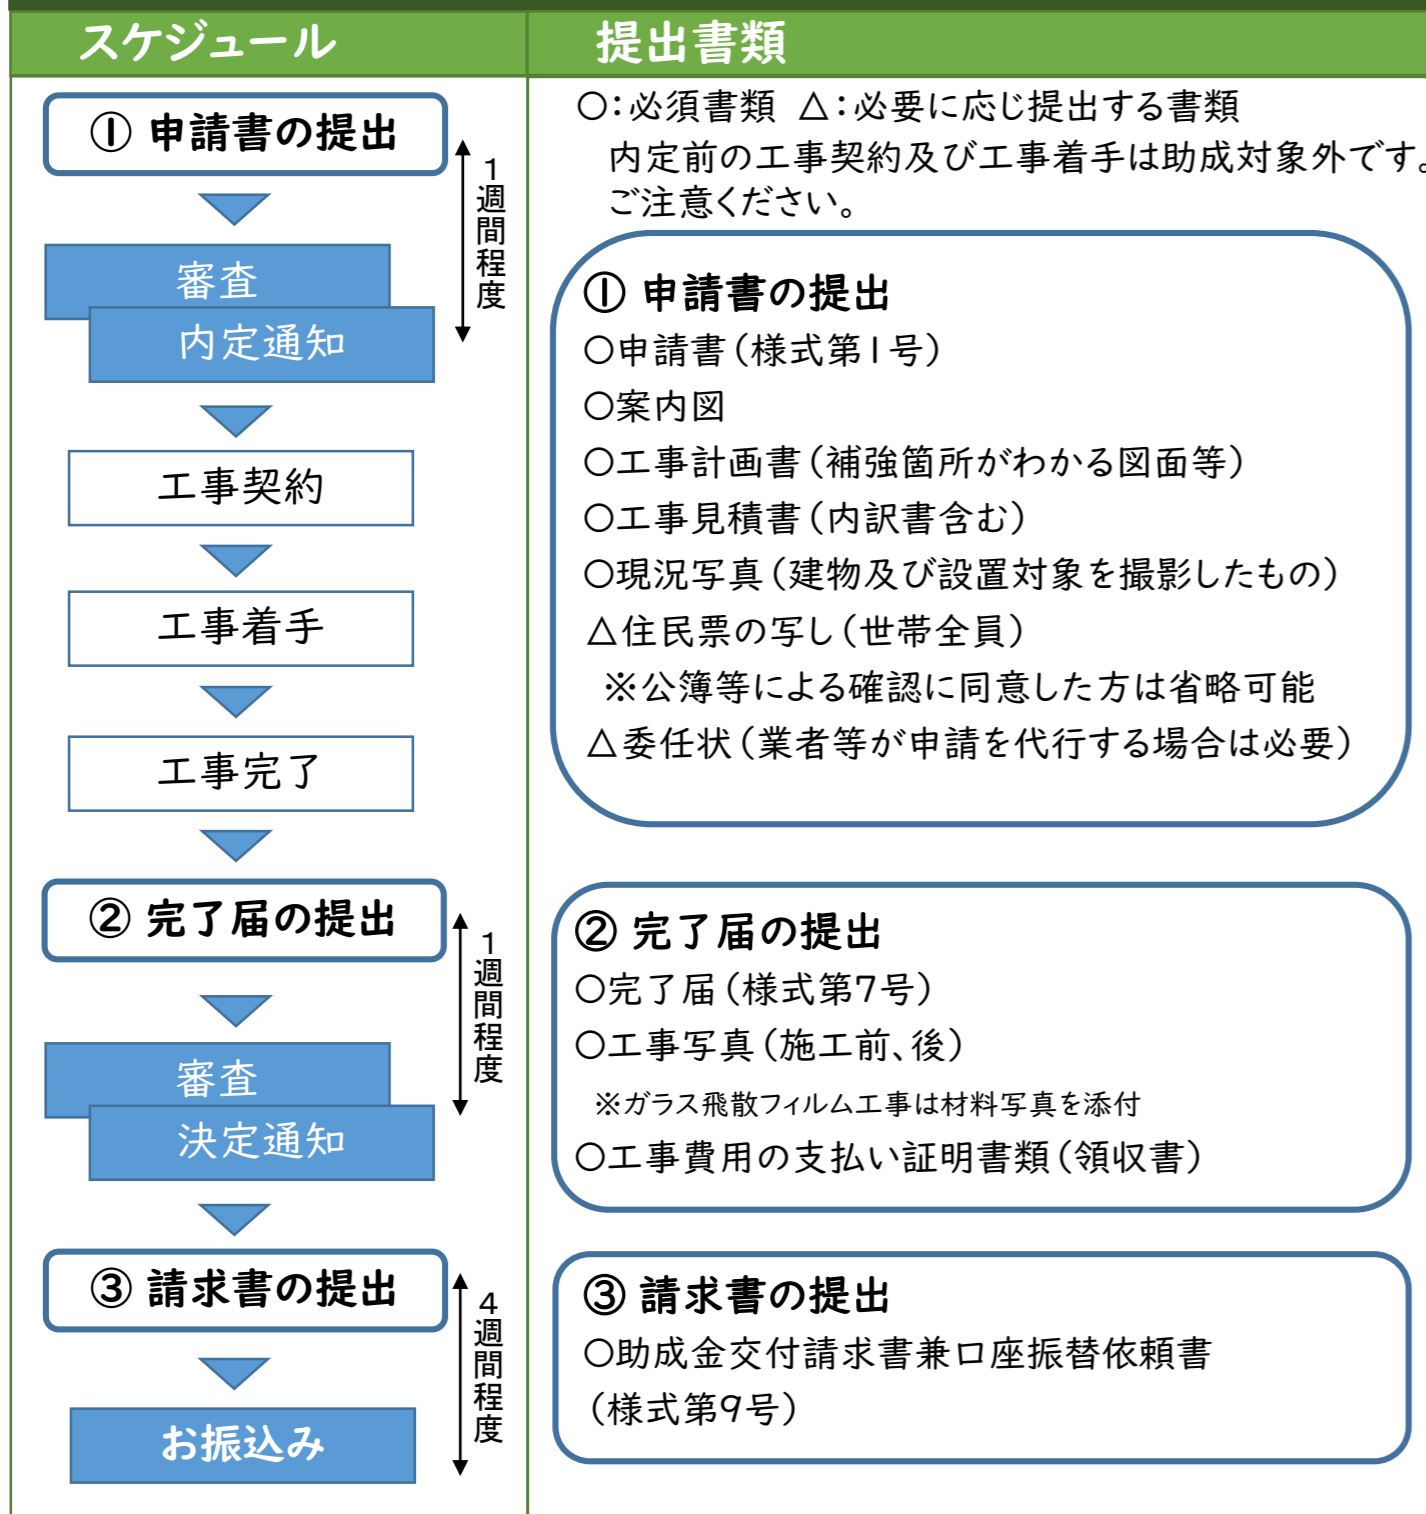 スケジュール
提出書類
① 申請書の提出
1週間程度
審査
内定通知
工事契約
工事着手
工事完了
② 完了届の提出
1週間程度
審査
決定通知
③ 請求書の提出
4週間程度
お振込み
○：必須書類 △：必要に応じ提出する書類
内定前の工事契約及び工事着手は助成対象外です。
ご注意ください。
① 申請書の提出
○申請書（様式第1号）
○案内図
○工事計画書（補強箇所がわかる図面等）
○工事見積書（内訳書含む）
○現況写真（建物及び設置対象を撮影したもの）
△住民票の写し（世帯全員）
※公簿等による確認に同意した方は省略可能
△委任状（業者等が申請を代行する場合は必要）
② 完了届の提出
○完了届（様式第7号）
○工事写真（施工前、後）
※ガラス飛散フィルム工事は材料写真を添付
○工事費用の支払い証明書類（領収書）
③ 請求書の提出
○助成金交付請求書兼口座振替依頼書
（様式第9号）